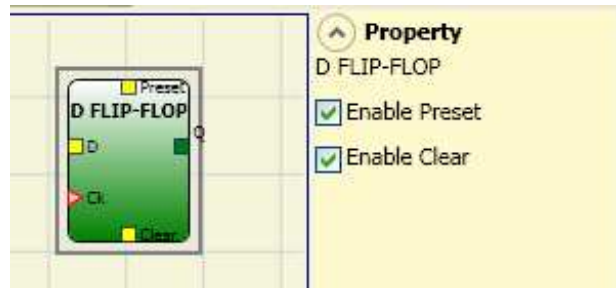 Preset
D FLIP-FLOP
Q
D
Ck
Clear
Property
D FLIP-FLOP
Enable Preset
Enable Clear